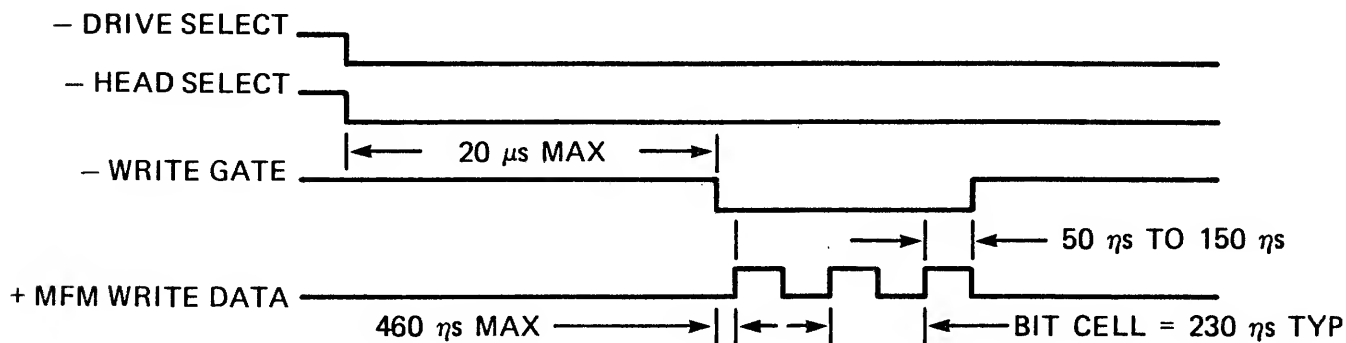 − DRIVE SELECT
− HEAD SELECT
20 μs MAX
− WRITE GATE
50 ηs TO 150 ηs
+ MFM WRITE DATA
460 ηs MAX
BIT CELL = 230 ηs TYP